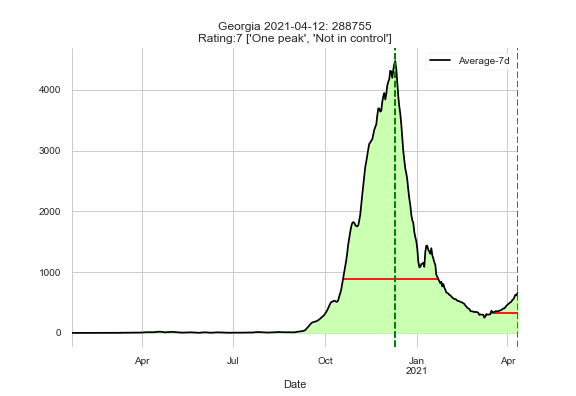 Georgia 2021-04-12: 288755
Rating:7 ['One peak', 'Not in control']
Average-7d
4000
3000
2000
1000
0
Apr
Jul
Oct
Jan
2021
Apr
Date